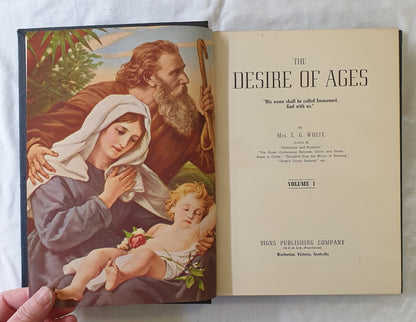 THE
DESIRE OF AGES
"His name shall be called Immanuel,
God with us."
By
Mrs. E. G. WHITE
Author of
"Patriarchs and Prophets,"
"The Great Controversy Between Christ and Satan,"
"Steps to Christ," "Thoughts from the Mount of Blessing,"
"Christ's Object Lessons," etc.
VOLUME 1
SIGNS PUBLISHING COMPANY
Warburton, Victoria, Australia